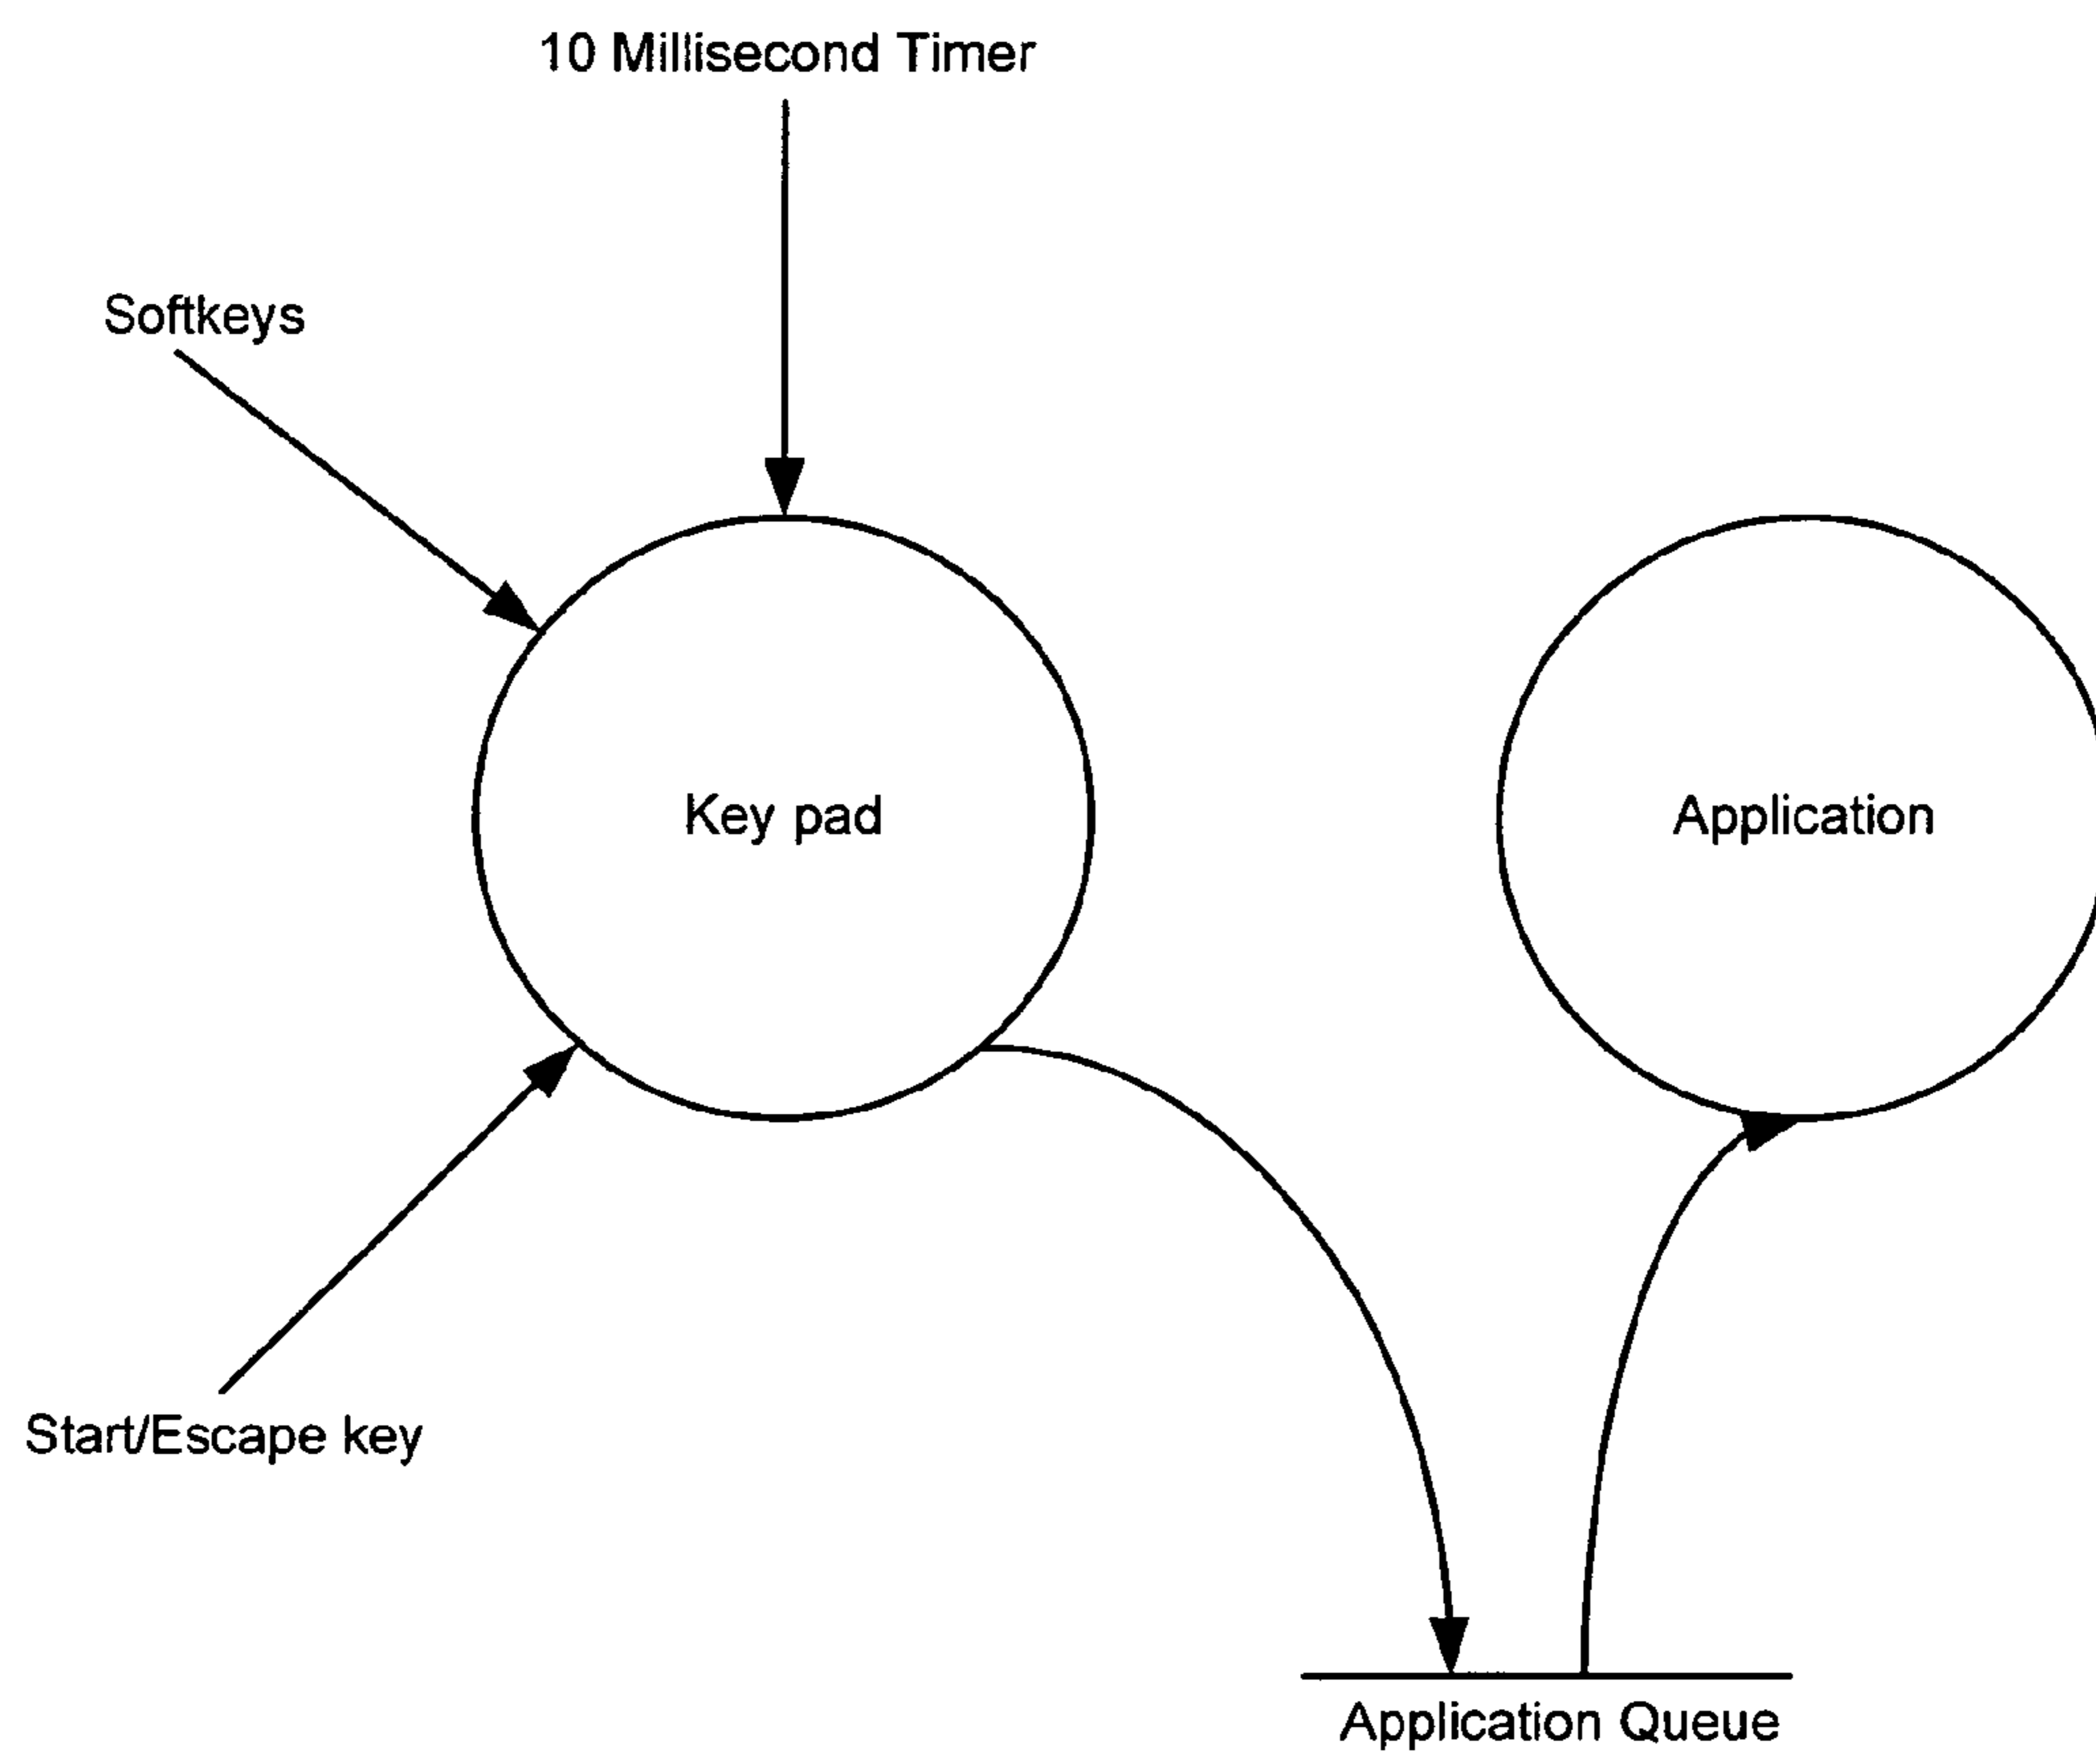 10 Millisecond Timer
Softkeys
Key pad
Application
Start/Escape key
Application Queue